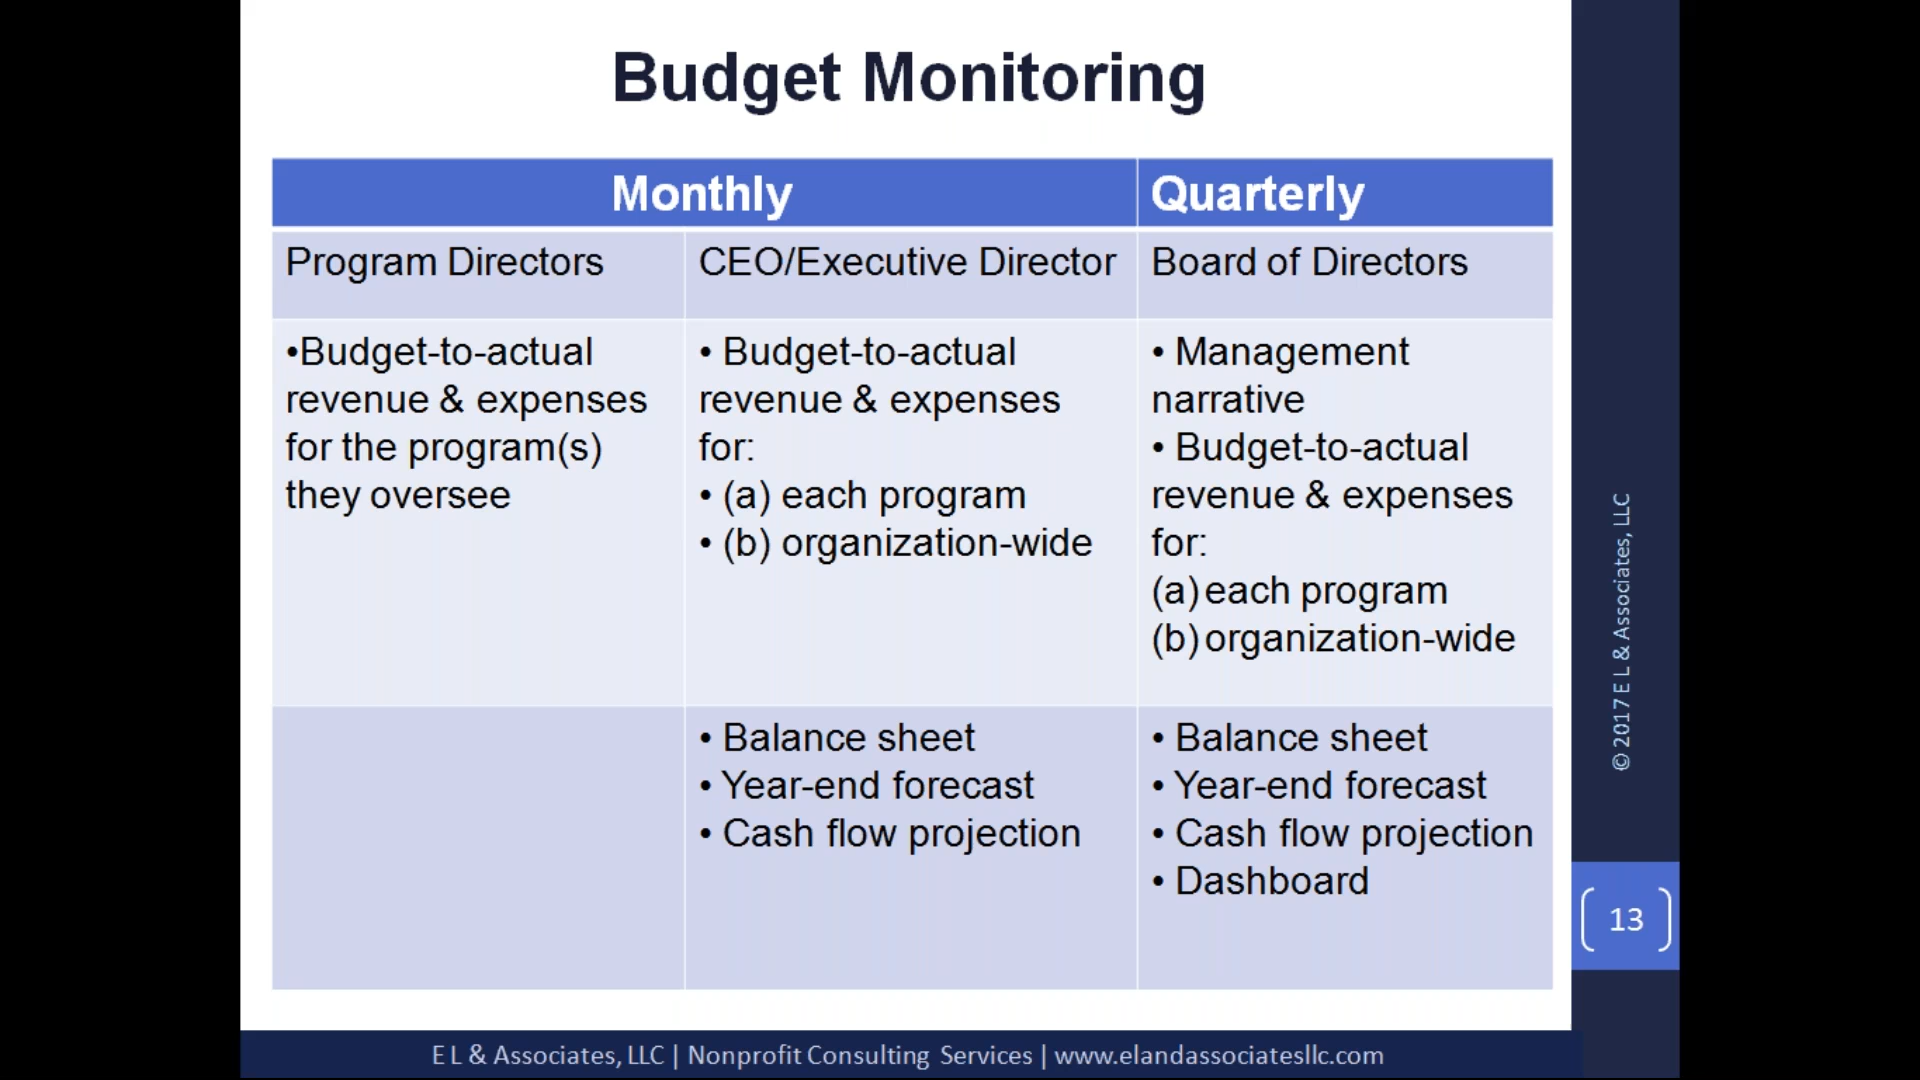 Budget Monitoring
Monthly
Quarterly
Program Directors
CEO/Executive Director
Board of Directors
•Budget-to-actual
revenue & expenses
for the program(s)
they oversee
• Budget-to-actual
revenue & expenses
for:
• (a) each program
• (b) organization-wide
• Management
narrative
• Budget-to-actual
revenue & expenses
for:
(a) each program
(b) organization-wide
• Balance sheet
• Year-end forecast
• Cash flow projection
• Balance sheet
• Year-end forecast
• Cash flow projection
• Dashboard
© 2017 E L & Associates, LLC
13
E L & Associates, LLC | Nonprofit Consulting Services | www.elandassociatesllc.com